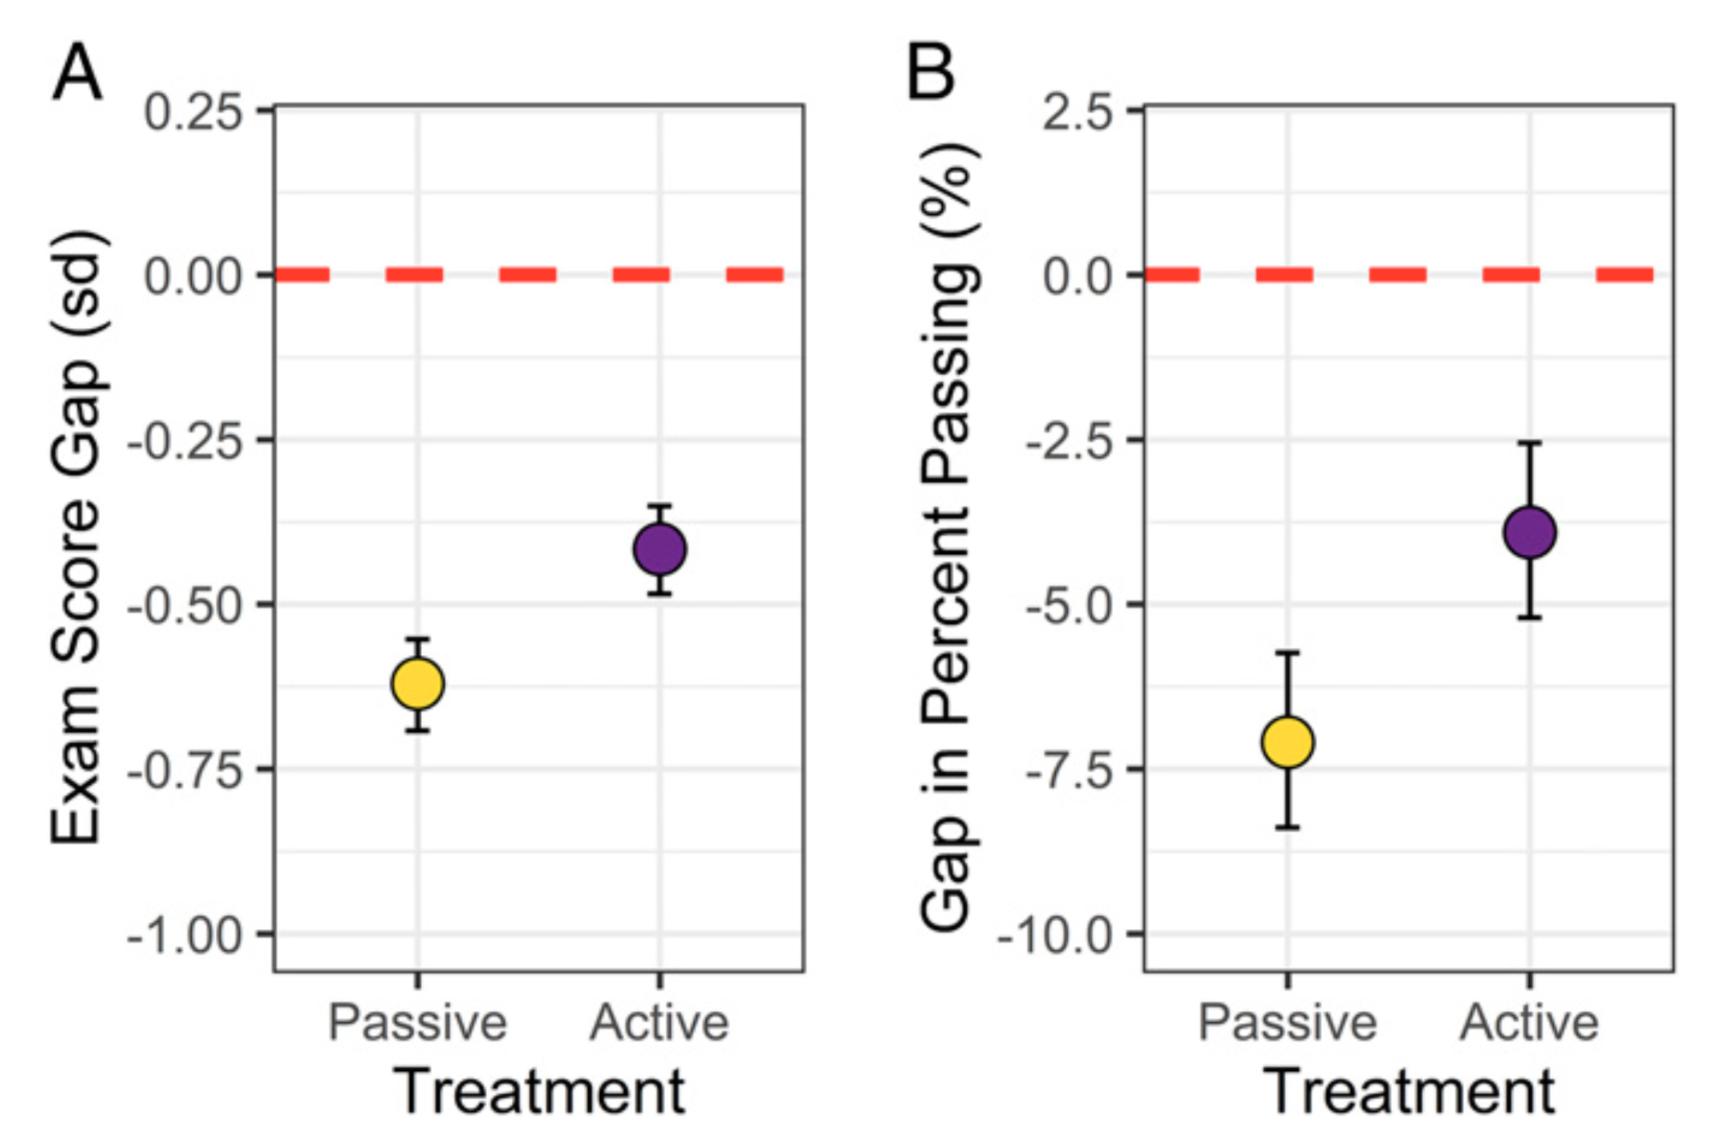 A
Exam Score Gap (sd)
0.25
0.00
-0.25
-0.50
-0.75
-1.00
Passive
Active
Treatment
B
Gap in Percent Passing (%)
2.5
0.0
-2.5
-5.0
-7.5
-10.0
Passive
Active
Treatment